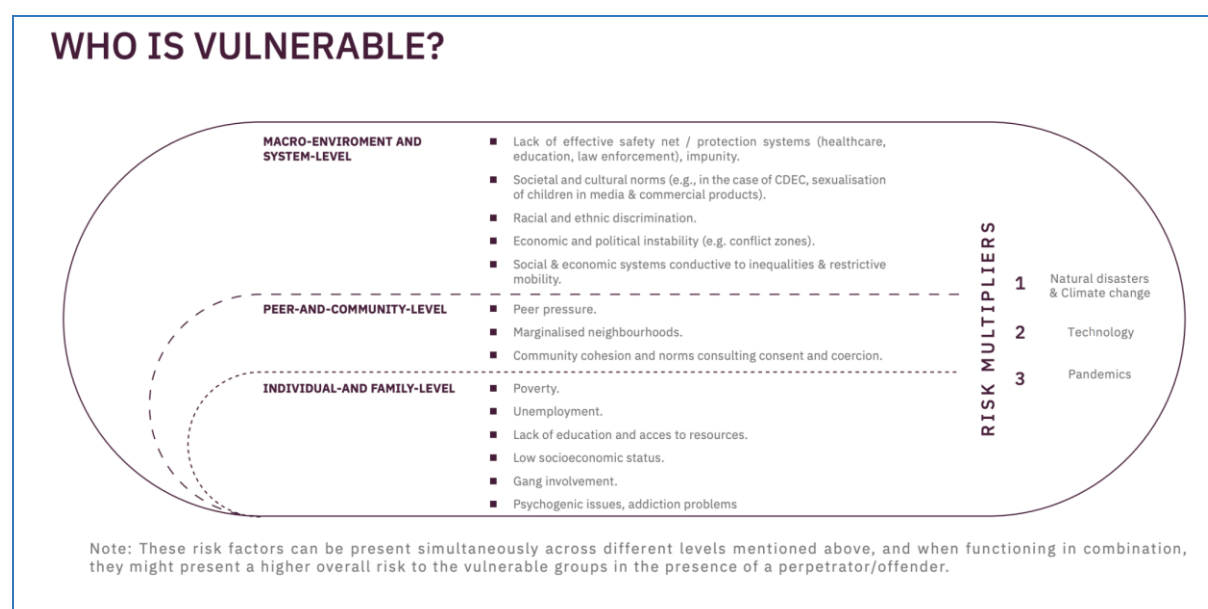 WHO IS VULNERABLE?
MACRO-ENVIROMENT AND
SYSTEM-LEVEL
■ Lack of effective safety net / protection systems (healthcare,
education, law enforcement), impunity.
■ Societal and cultural norms (e.g., in the case of CDEC, sexualisation
of children in media & commercial products).
■ Racial and ethnic discrimination.
■ Economic and political instability (e.g. conflict zones).
■ Social & economic systems conductive to inequalities & restrictive
mobility.
PEER-AND-COMMUNITY-LEVEL
■ Peer pressure.
■ Marginalised neighbourhoods.
■ Community cohesion and norms consulting consent and coercion.
INDIVIDUAL-AND FAMILY-LEVEL
■ Poverty.
■ Unemployment.
■ Lack of education and acces to resources.
■ Low socioeconomic status.
■ Gang involvement.
■ Psychogenic issues, addiction problems
RISK MULTIPLIERS
1 Natural disasters
& Climate change
2 Technology
3 Pandemics
Note: These risk factors can be present simultaneously across different levels mentioned above, and when functioning in combination,
they might present a higher overall risk to the vulnerable groups in the presence of a perpetrator/offender.